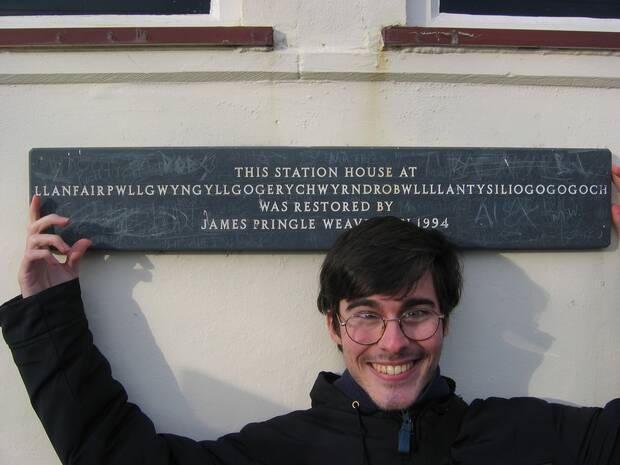 THIS STATION HOUSE AT
LLANFAIRPWLLGWYNGYLLGOGERYCHWYRNDROBWLLLLANTYSILIOGOGOGOCH
WAS RESTORED BY
JAMES PRINGLE 1994